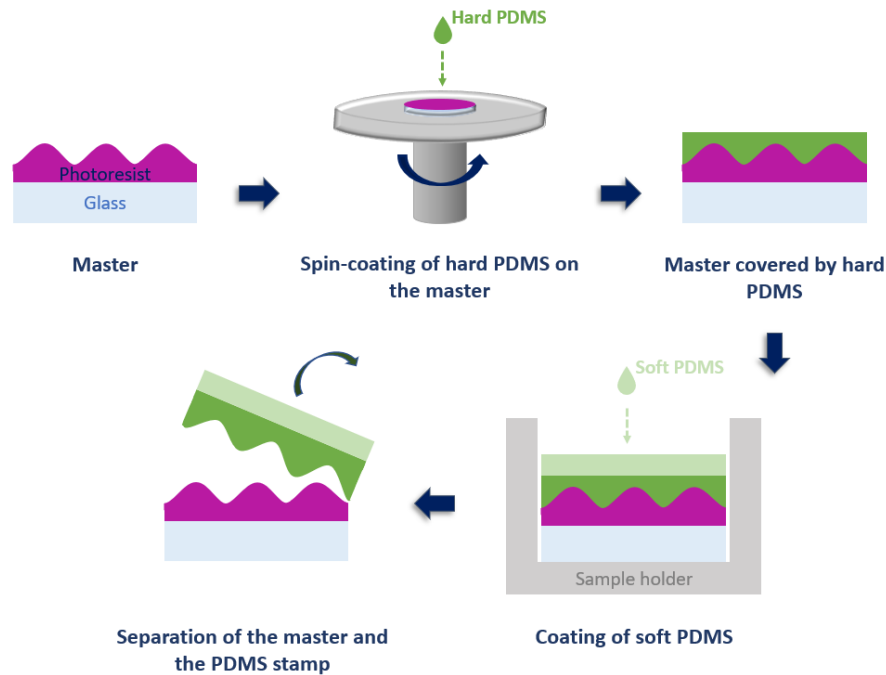 Hard PDMS
Photoresist
Glass
Master
Spin-coating of hard PDMS on
the master
Master covered by hard
PDMS
Soft PDMS
Sample holder
Separation of the master and
the PDMS stamp
Coating of soft PDMS